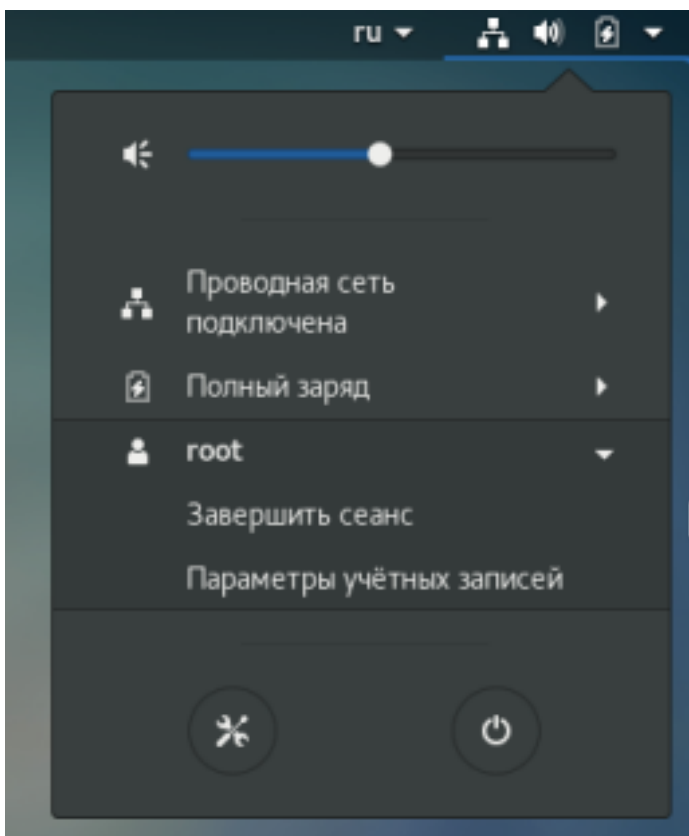 ru
Проводная сеть
подключена
Полный заряд
root
Завершить сеанс
Параметры учётных записей